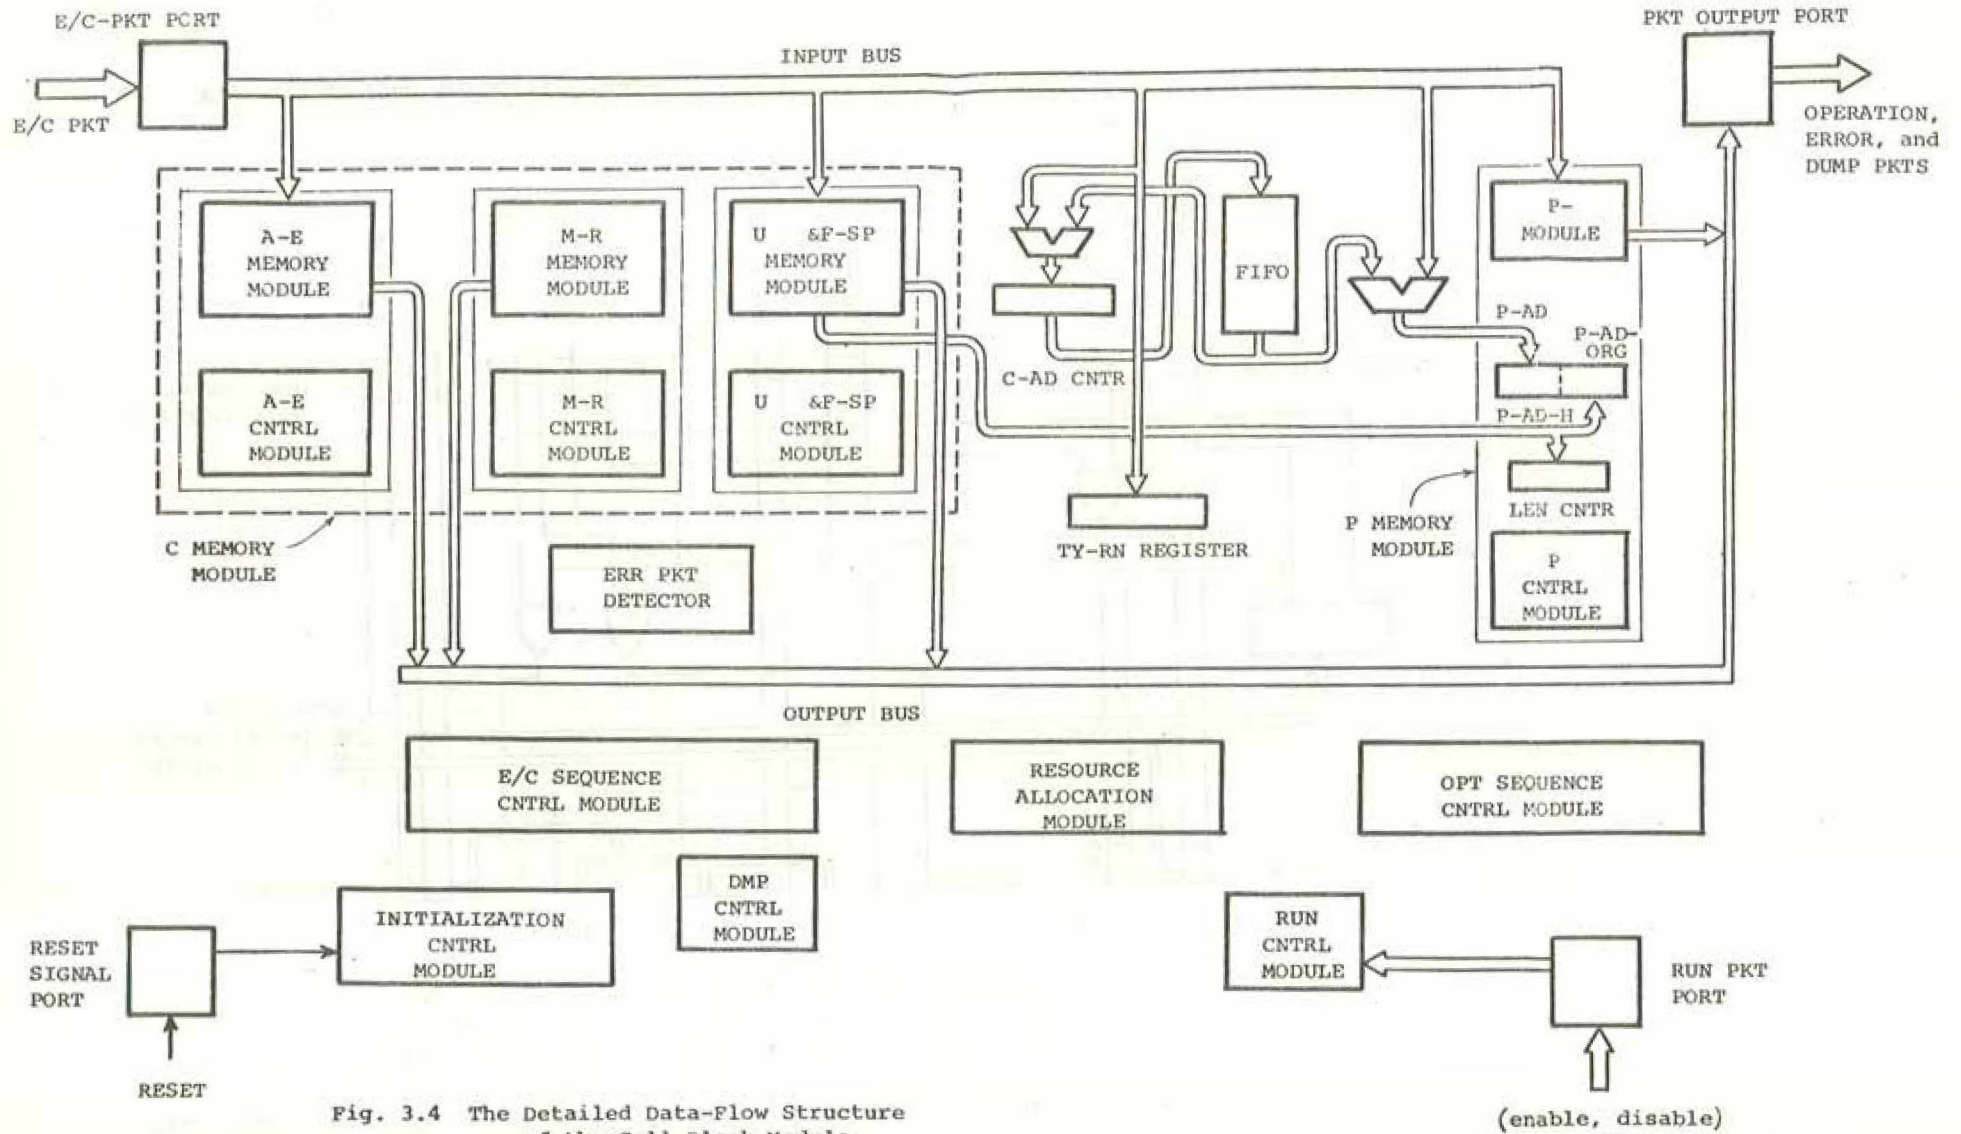 E/C-PKT PORT
PKT OUTPUT PORT
INPUT BUS
E/C PKT
OPERATION,
ERROR, and
DUMP PKTS
A-E
MEMORY
MODULE
M-R
MEMORY
MODULE
U &F-SP
MEMORY
MODULE
FIFO
P-
MODULE
P-AD
P-AD-
ORG
C-AD CNTR
A-E
CNTRL
MODULE
M-R
CNTRL
MODULE
U &F-SP
CNTRL
MODULE
P-AD-H
LEN CNTR
P MEMORY
MODULE
TY-RN REGISTER
C MEMORY
MODULE
ERR PKT
DETECTOR
P
CNTRL
MODULE
OUTPUT BUS
E/C SEQUENCE
CNTRL MODULE
RESOURCE
ALLOCATION
MODULE
OPT SEQUENCE
CNTRL MODULE
DMP
CNTRL
MODULE
RESET
SIGNAL
PORT
INITIALIZATION
CNTRL
MODULE
RUN
CNTRL
MODULE
RUN PKT
PORT
RESET
(enable, disable)
Fig. 3.4 The Detailed Data-Flow Structure